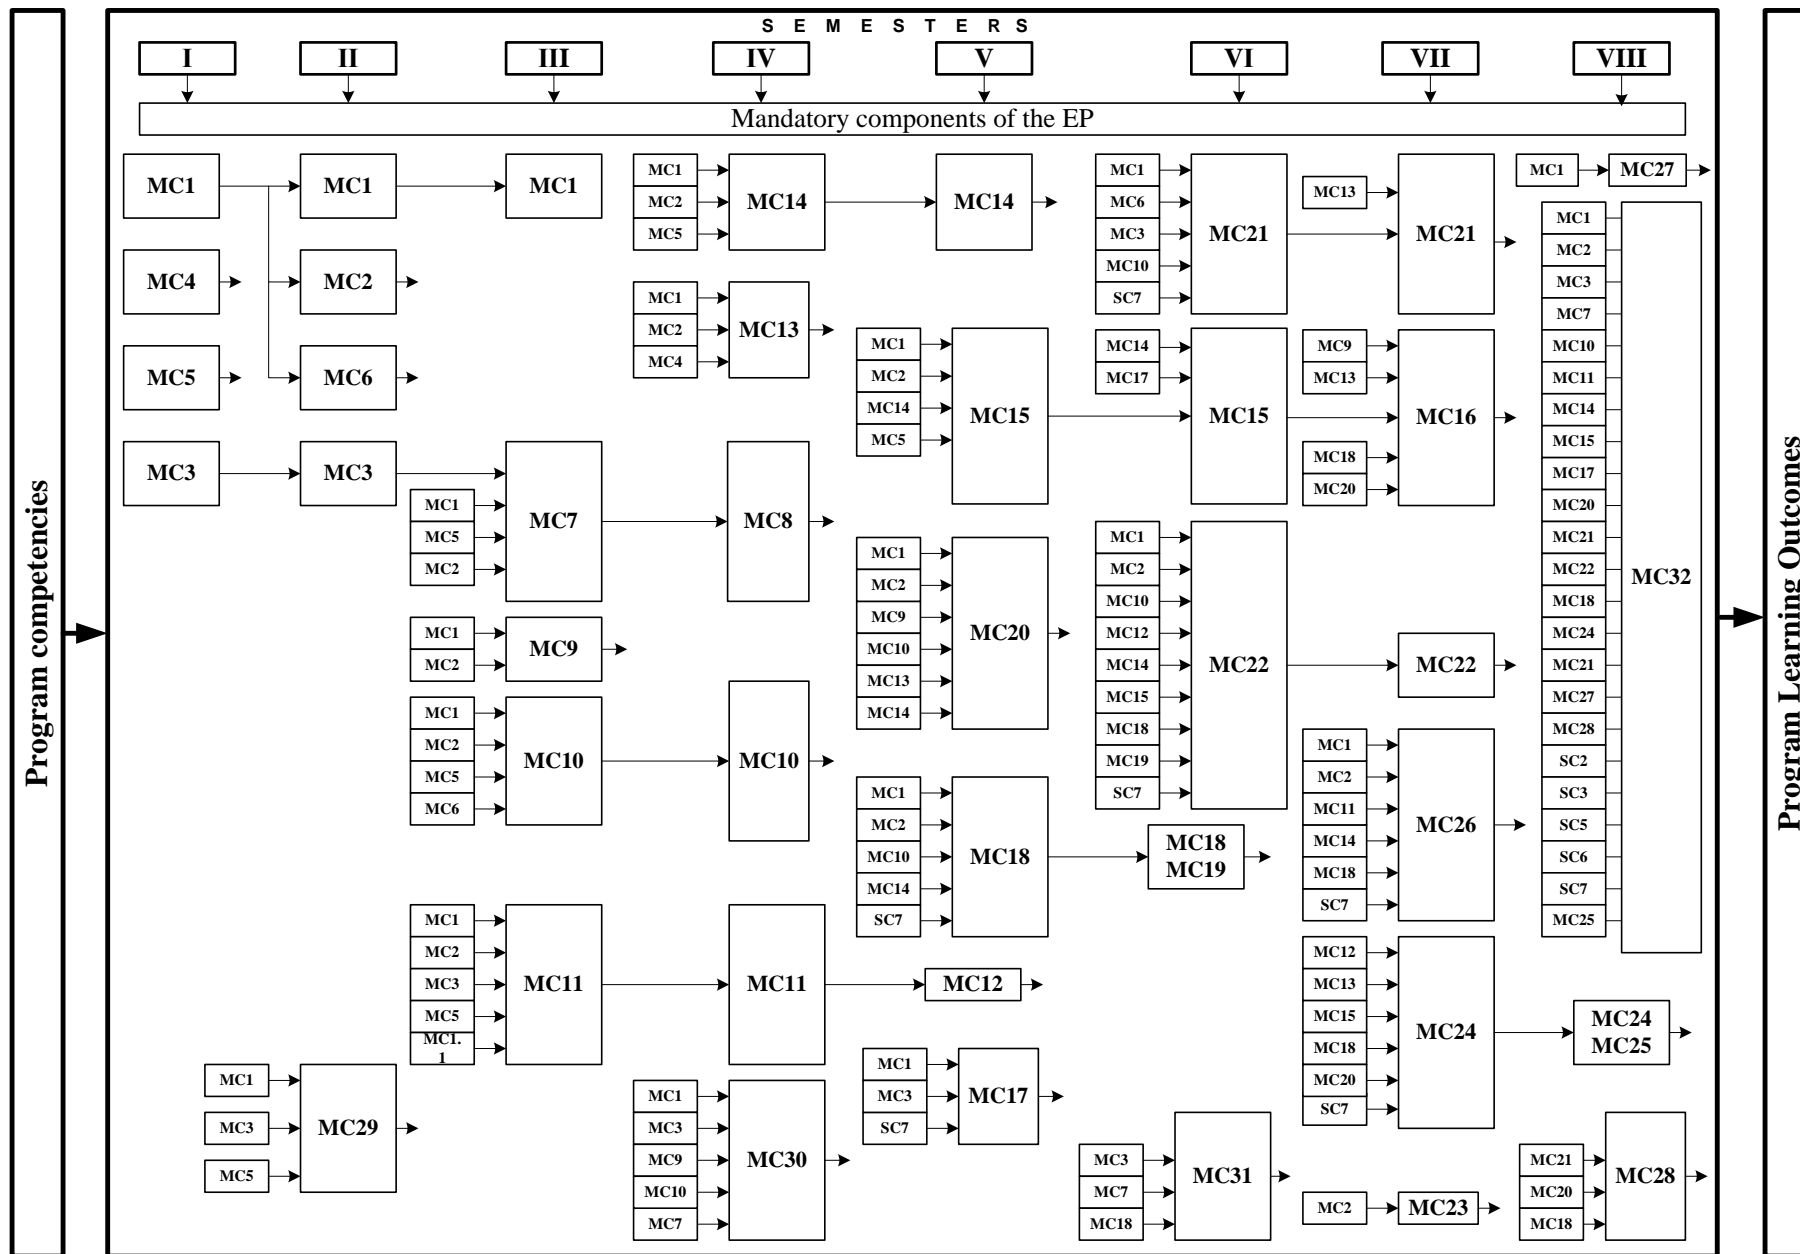 Program competencies
S E M E S T E R S
I
II
III
IV
V
VI
VII
VIII
Mandatory components of the EP
MC1
MC4
MC5
MC3
MC1
MC2
MC6
MC3
MC1
MC3
MC5
MC29
MC1
MC1
MC5
MC2
MC7
MC1
MC2
MC9
MC1
MC2
MC5
MC6
MC10
MC1
MC2
MC3
MC5
MC1.
1
MC11
MC1
MC2
MC5
MC14
MC1
MC2
MC4
MC13
MC8
MC10
MC11
MC1
MC3
MC9
MC10
MC7
MC30
MC14
MC1
MC2
MC14
MC5
MC15
MC1
MC2
MC9
MC10
MC13
MC14
MC20
MC1
MC2
MC10
MC14
SC7
MC18
MC12
MC1
MC3
SC7
MC17
MC1
MC6
MC3
MC10
SC7
MC21
MC14
MC17
MC15
MC1
MC2
MC10
MC12
MC14
MC15
MC18
MC19
SC7
MC22
MC18
MC19
MC3
MC7
MC18
MC31
MC13
MC21
MC9
MC13
MC18
MC20
MC16
MC22
MC1
MC2
MC11
MC14
MC18
SC7
MC26
MC12
MC13
MC15
MC18
MC20
SC7
MC24
MC2
MC23
MC1
MC27
MC1
MC2
MC3
MC7
MC10
MC11
MC14
MC15
MC17
MC20
MC21
MC22
MC18
MC24
MC21
MC27
MC28
SC2
SC3
SC5
SC6
SC7
MC25
MC32
MC24
MC25
MC21
MC20
MC18
MC28
Program Learning Outcomes